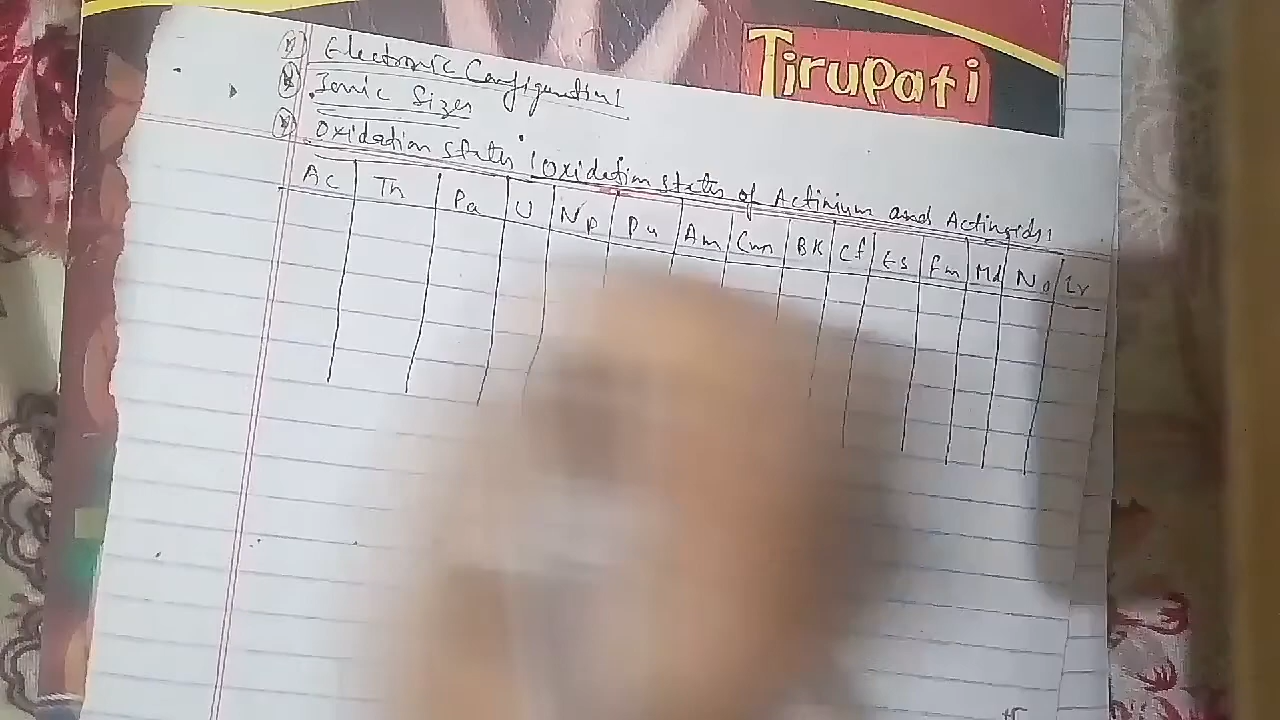 Tirupati
Electronic Configuration!
Ionic Sizes
Oxidation states (oxidation states of Actinium and Actinoids!
Ac Th Pa U Np Pu Am Cm BK Cf Es Fm Md No Lr